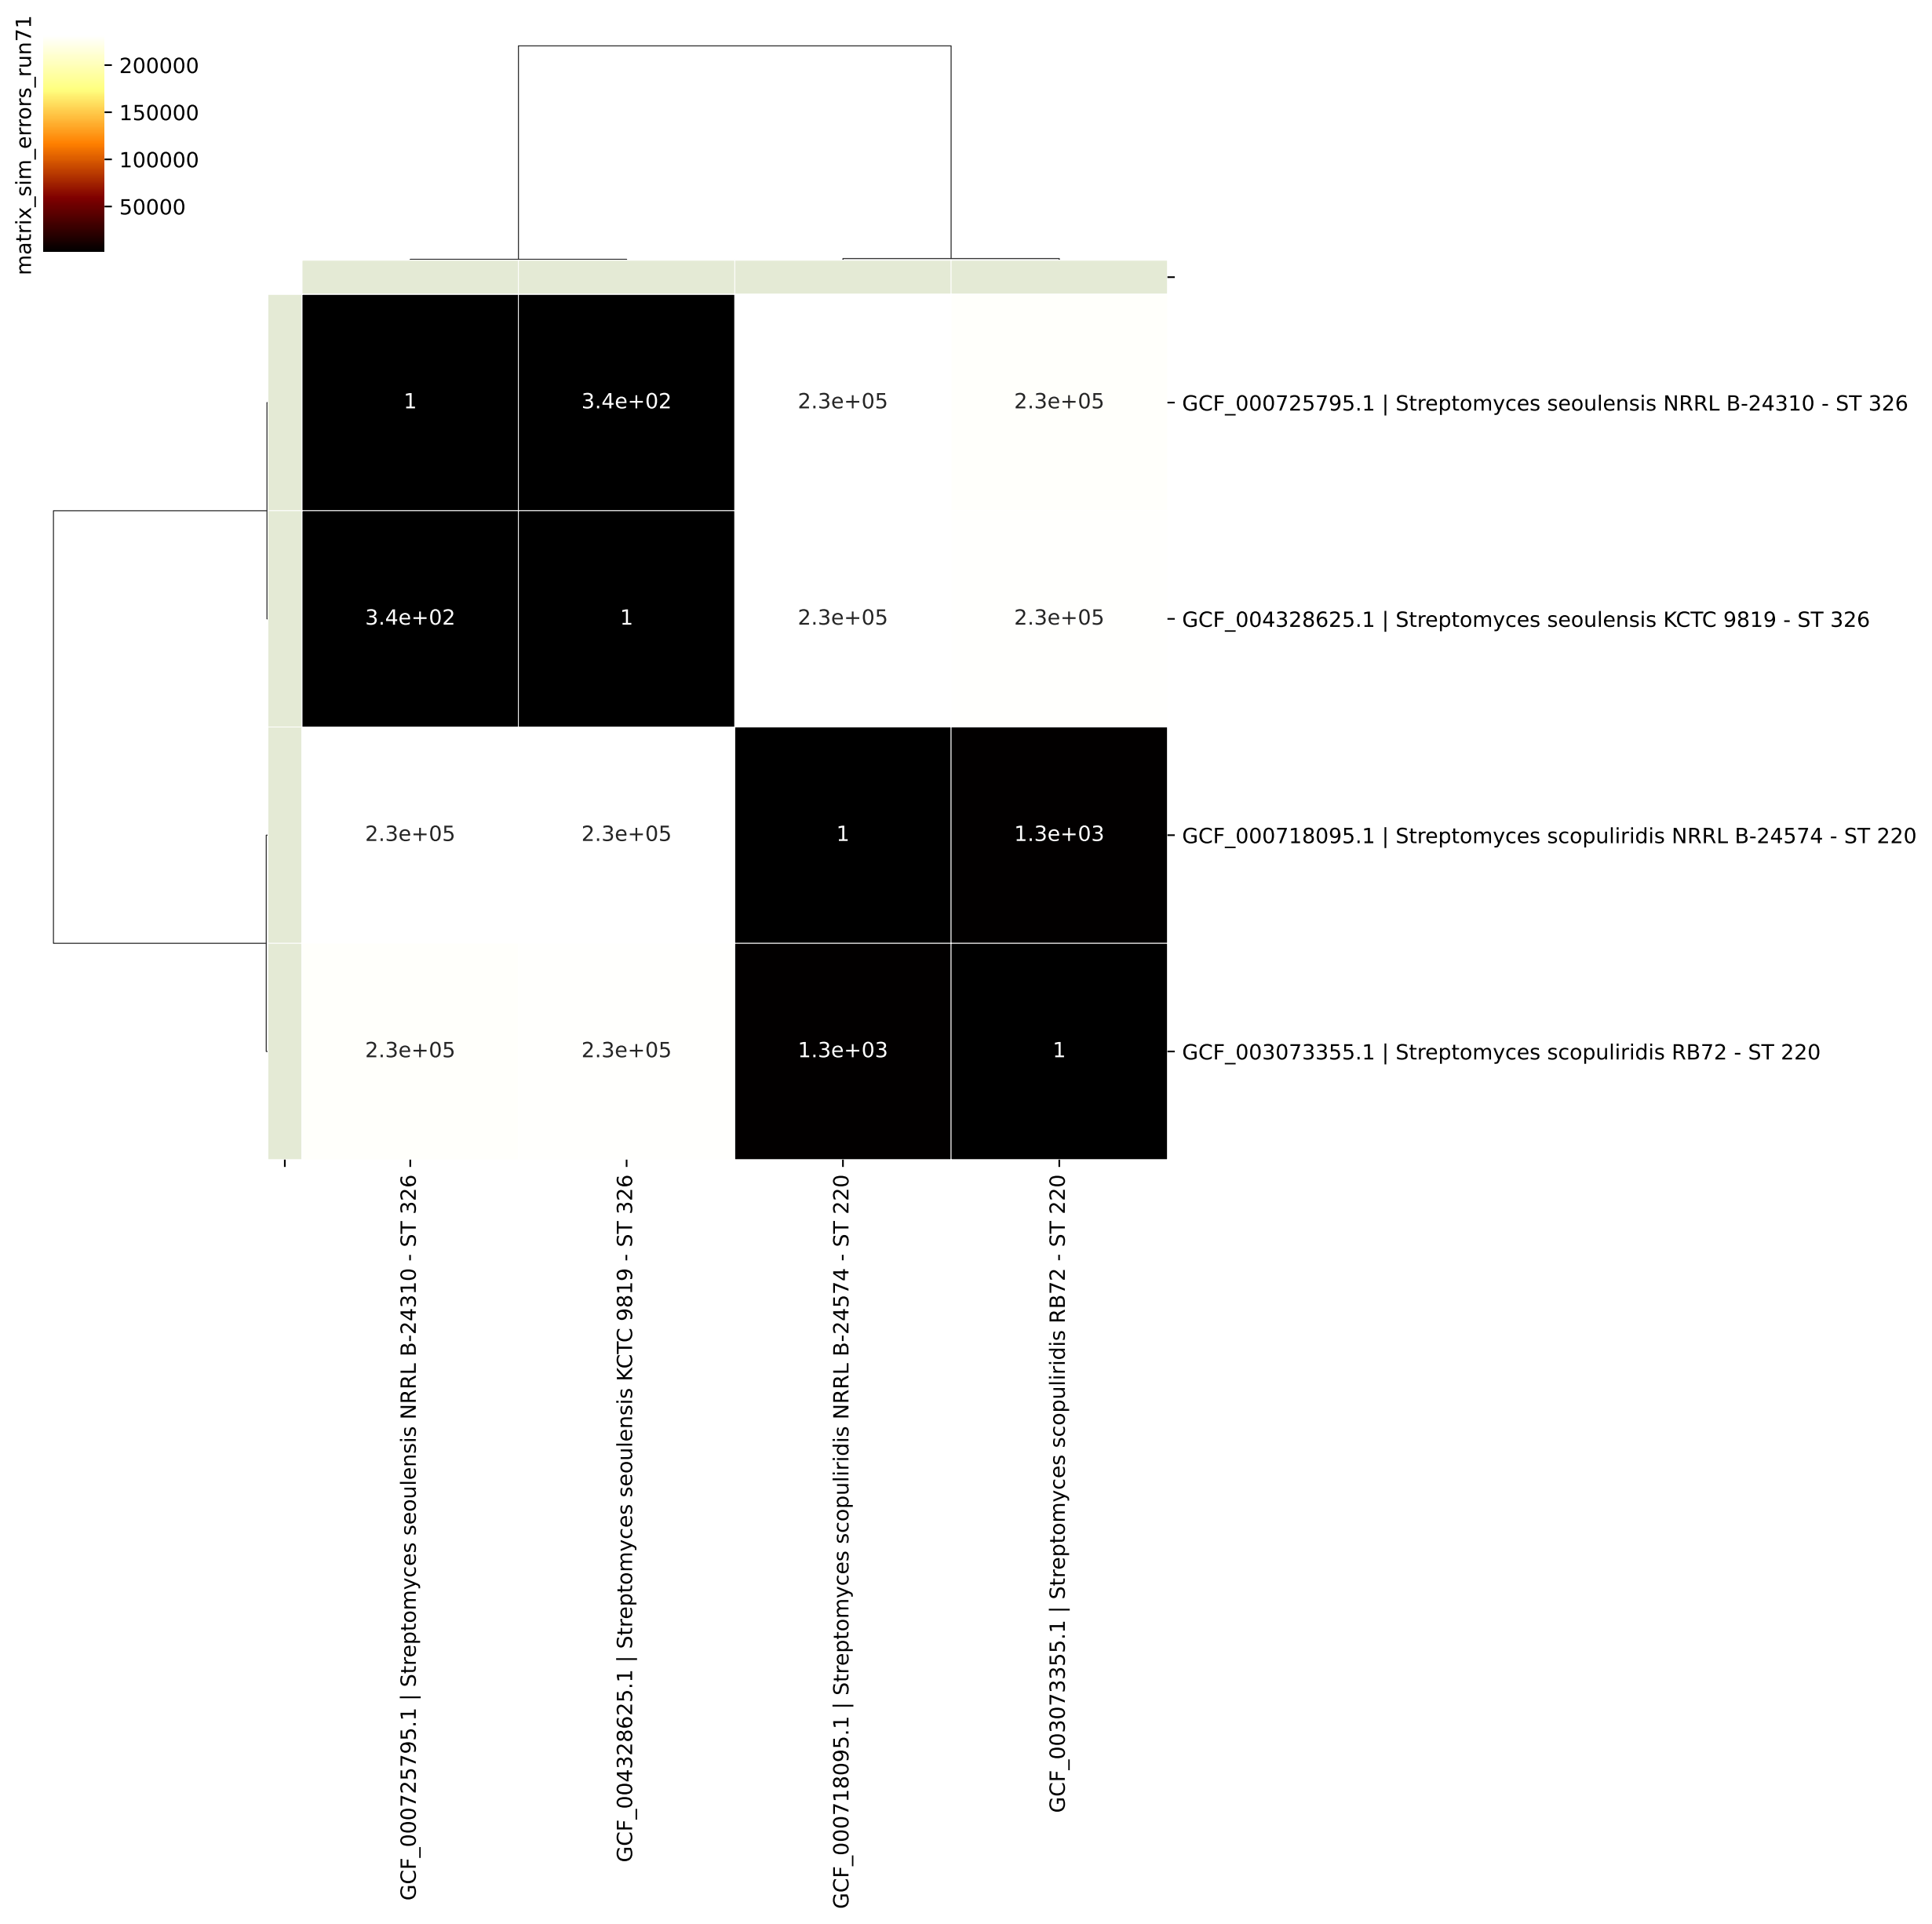 matrix_sim_errors_run71
200000
150000
100000
50000
1 3.4e+02 2.3e+05 2.3e+05
GCF_000725795.1 | Streptomyces seoulensis NRRL B-24310 - ST 326
3.4e+02 1 2.3e+05 2.3e+05
GCF_004328625.1 | Streptomyces seoulensis KCTC 9819 - ST 326
2.3e+05 2.3e+05 1 1.3e+03
GCF_000718095.1 | Streptomyces scopuliridis NRRL B-24574 - ST 220
2.3e+05 2.3e+05 1.3e+03 1
GCF_003073355.1 | Streptomyces scopuliridis RB72 - ST 220
GCF_000725795.1 | Streptomyces seoulensis NRRL B-24310 - ST 326
GCF_004328625.1 | Streptomyces seoulensis KCTC 9819 - ST 326
GCF_000718095.1 | Streptomyces scopuliridis NRRL B-24574 - ST 220
GCF_003073355.1 | Streptomyces scopuliridis RB72 - ST 220